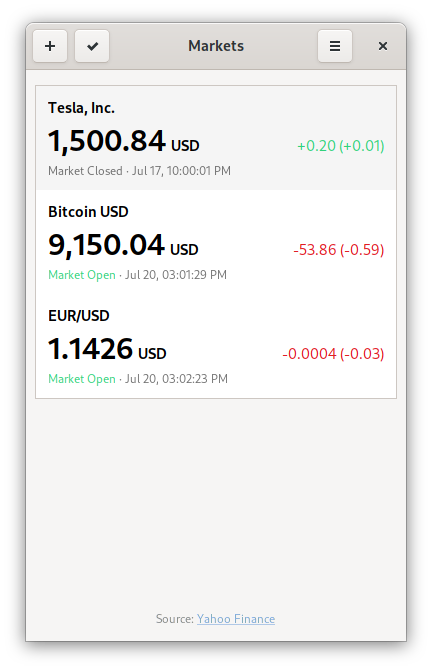 Markets
Tesla, Inc.
1,500.84 USD +0.20 (+0.01)
Market Closed · Jul 17, 10:00:01 PM
Bitcoin USD
9,150.04 USD -53.86 (-0.59)
Market Open · Jul 20, 03:01:29 PM
EUR/USD
1.1426 USD -0.0004 (-0.03)
Market Open · Jul 20, 03:02:23 PM
Source: Yahoo Finance